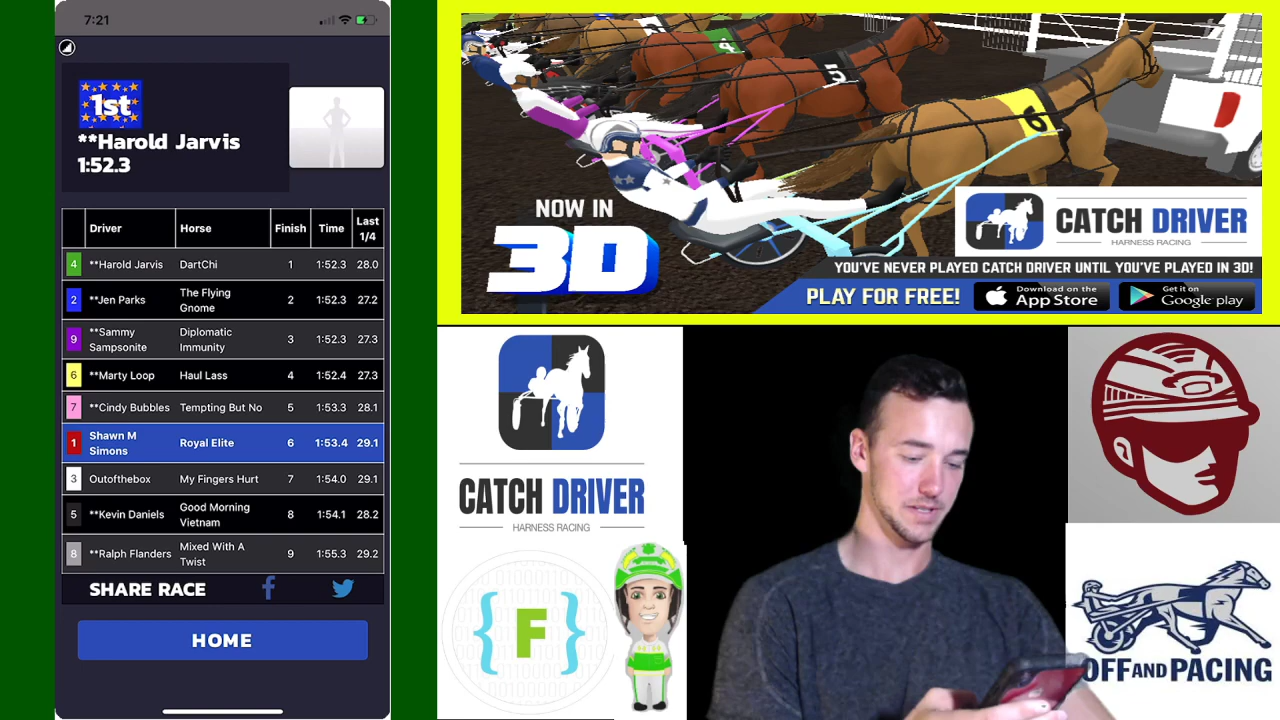 7:21
1st
**Harold Jarvis
1:52.3
Driver Horse Finish Time Last 1/4
4 **Harold Jarvis DartChi 1 1:52.3 28.0
2 **Jen Parks The Flying Gnome 2 1:52.3 27.2
9 **Sammy Sampsonite Diplomatic Immunity 3 1:52.3 27.3
6 **Marty Loop Haul Lass 4 1:52.4 27.3
7 **Cindy Bubbles Tempting But No 5 1:53.3 28.1
1 Shawn M Simons Royal Elite 6 1:53.4 29.1
3 Outofthebox My Fingers Hurt 7 1:54.0 29.1
5 **Kevin Daniels Good Morning Vietnam 8 1:54.1 28.2
8 **Ralph Flanders Mixed With A Twist 9 1:55.3 29.2
SHARE RACE
HOME
4
5
6
NOW IN
3D
CATCH DRIVER
HARNESS RACING
YOU'VE NEVER PLAYED CATCH DRIVER UNTIL YOU'VE PLAYED IN 3D!
PLAY FOR FREE!
Download on the
App Store
Get it on
Google play
CATCH DRIVER
HARNESS RACING
{F}
OFF AND PACING